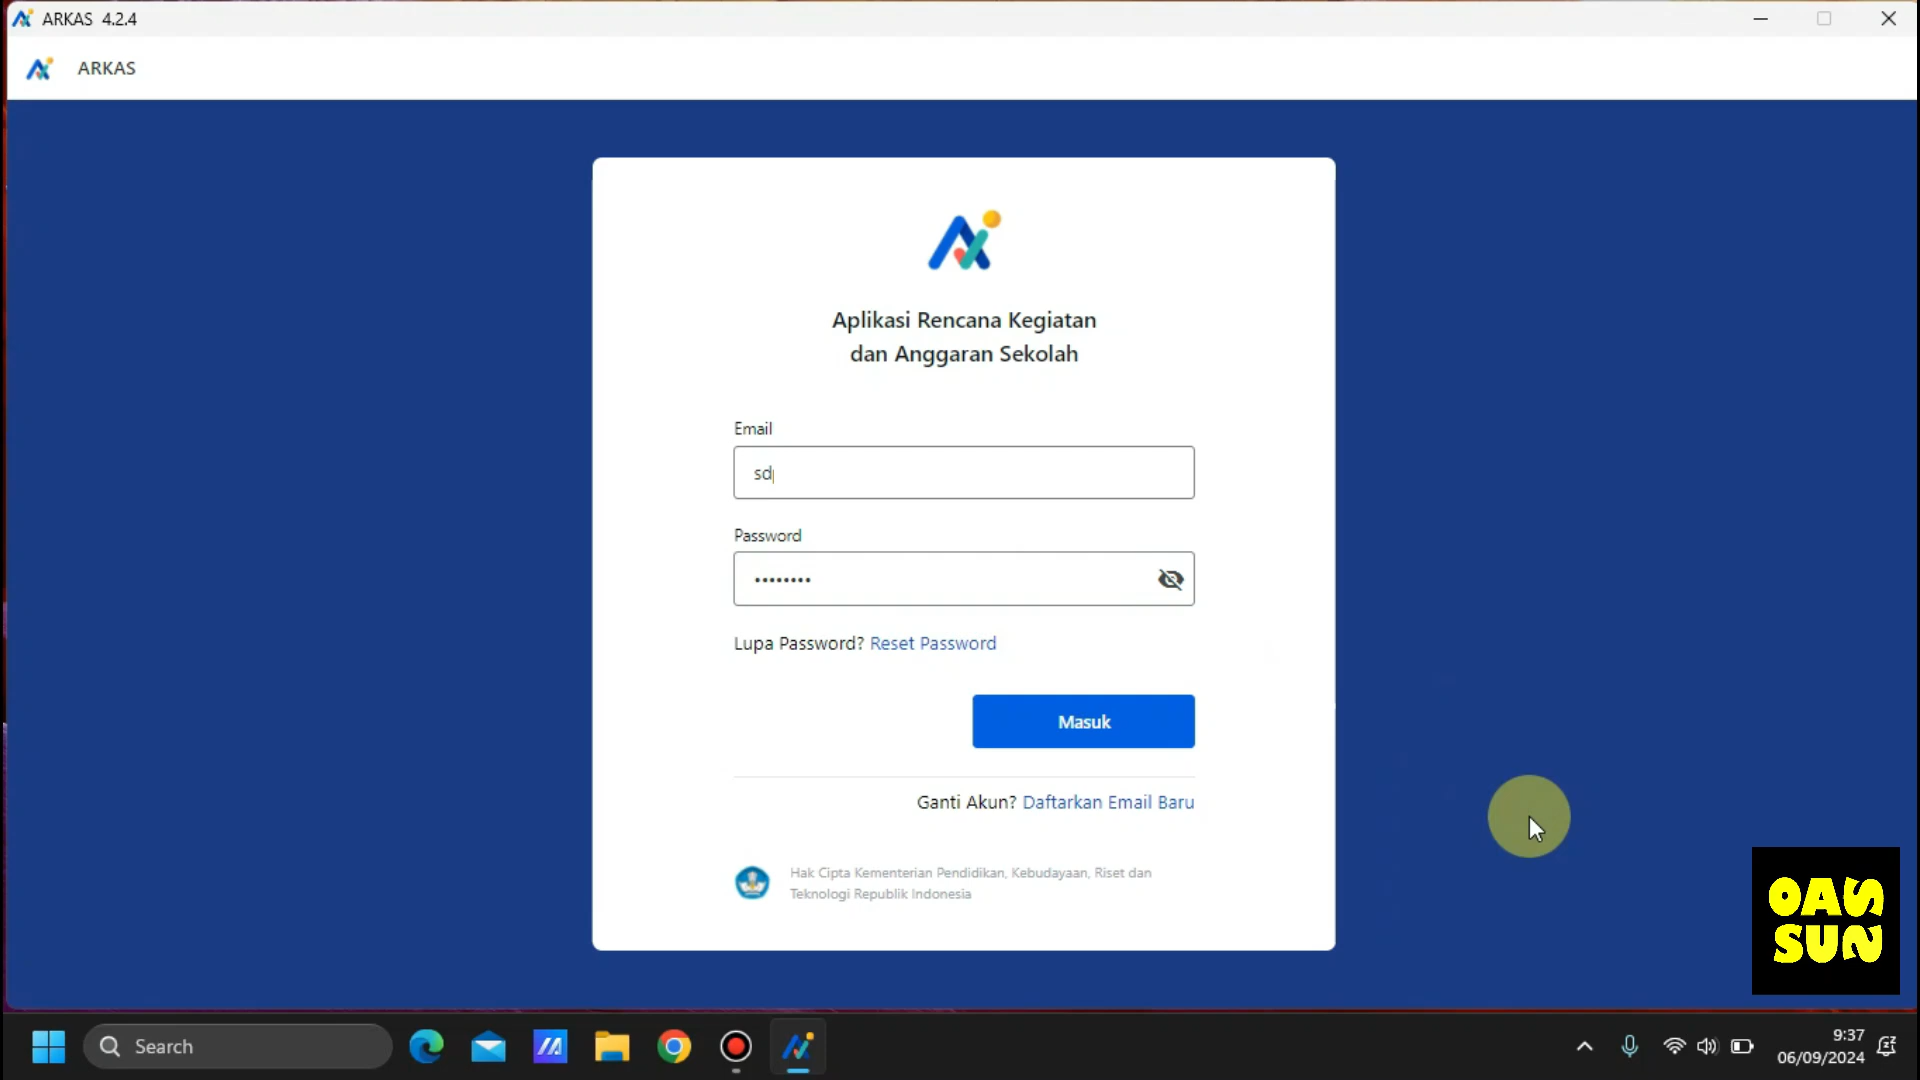 ARKAS 4.2.4
ARKAS
Aplikasi Rencana Kegiatan
dan Anggaran Sekolah
Email
sd
Password
••••••••
Lupa Password? Reset Password
Masuk
Ganti Akun? Daftarkan Email Baru
Hak Cipta Kementerian Pendidikan, Kebudayaan, Riset dan
Teknologi Republik Indonesia
OAS
SUN
Search
9:37
06/09/2024